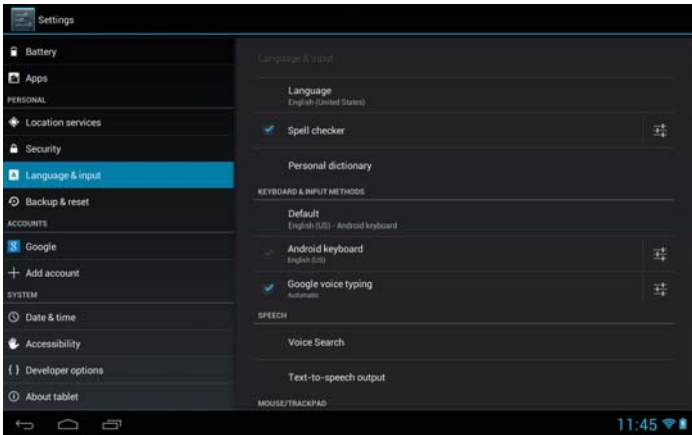 Settings
Battery
Apps
PERSONAL
Location services
Security
Language & input
Backup & reset
ACCOUNTS
Google
Add account
SYSTEM
Date & time
Accessibility
{ } Developer options
About tablet
Language & input
Language
English (United States)
Spell checker
Personal dictionary
KEYBOARD & INPUT METHODS
Default
English (US) - Android keyboard
Android keyboard
English (US)
Google voice typing
Automatic
SPEECH
Voice Search
Text-to-speech output
MOUSE/TRACKPAD
11:45